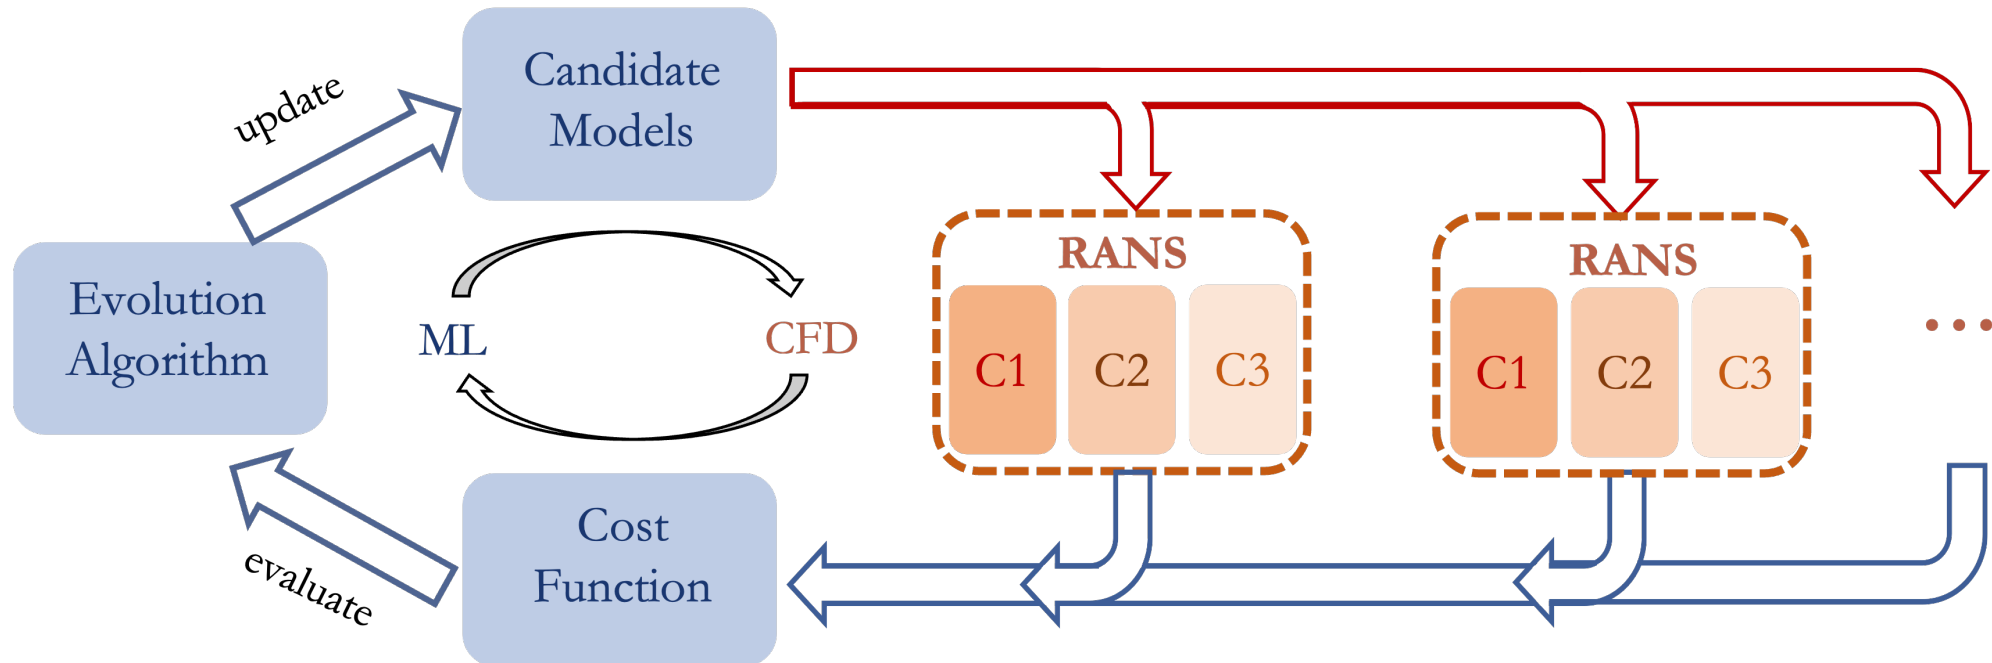 update
Candidate
Models
Evolution
Algorithm
ML
CFD
RANS
C1
C2
C3
RANS
C1
C2
C3
...
evaluate
Cost
Function